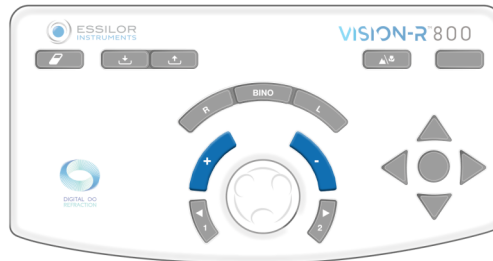 ESSILOR
INSTRUMENTS
VISION-R™800
R
BINO
L
+
-
1
2
DIGITAL DO
REFRACTION